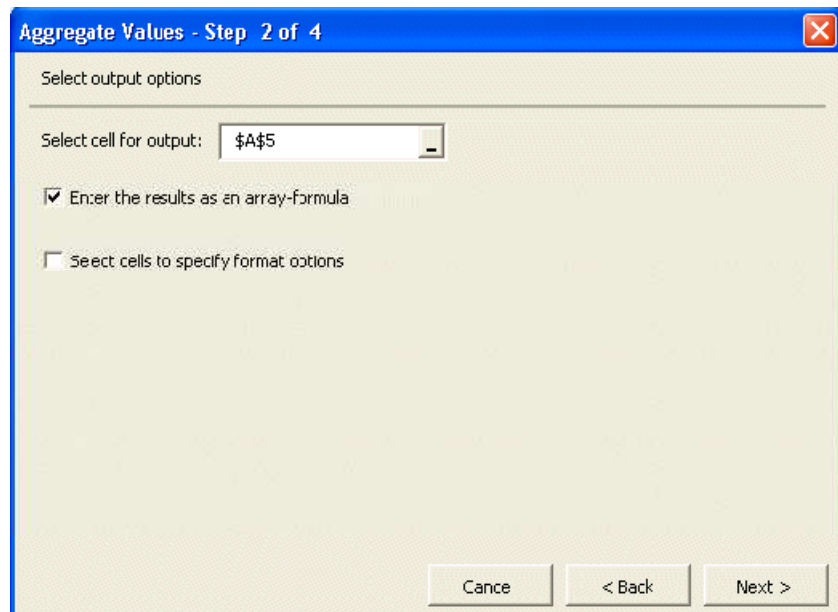 Aggregate Values - Step 2 of 4
Select output options
Select cell for output: $A$5
Enter the results as an array-formula
Select cells to specify format options
Cance < Back Next >